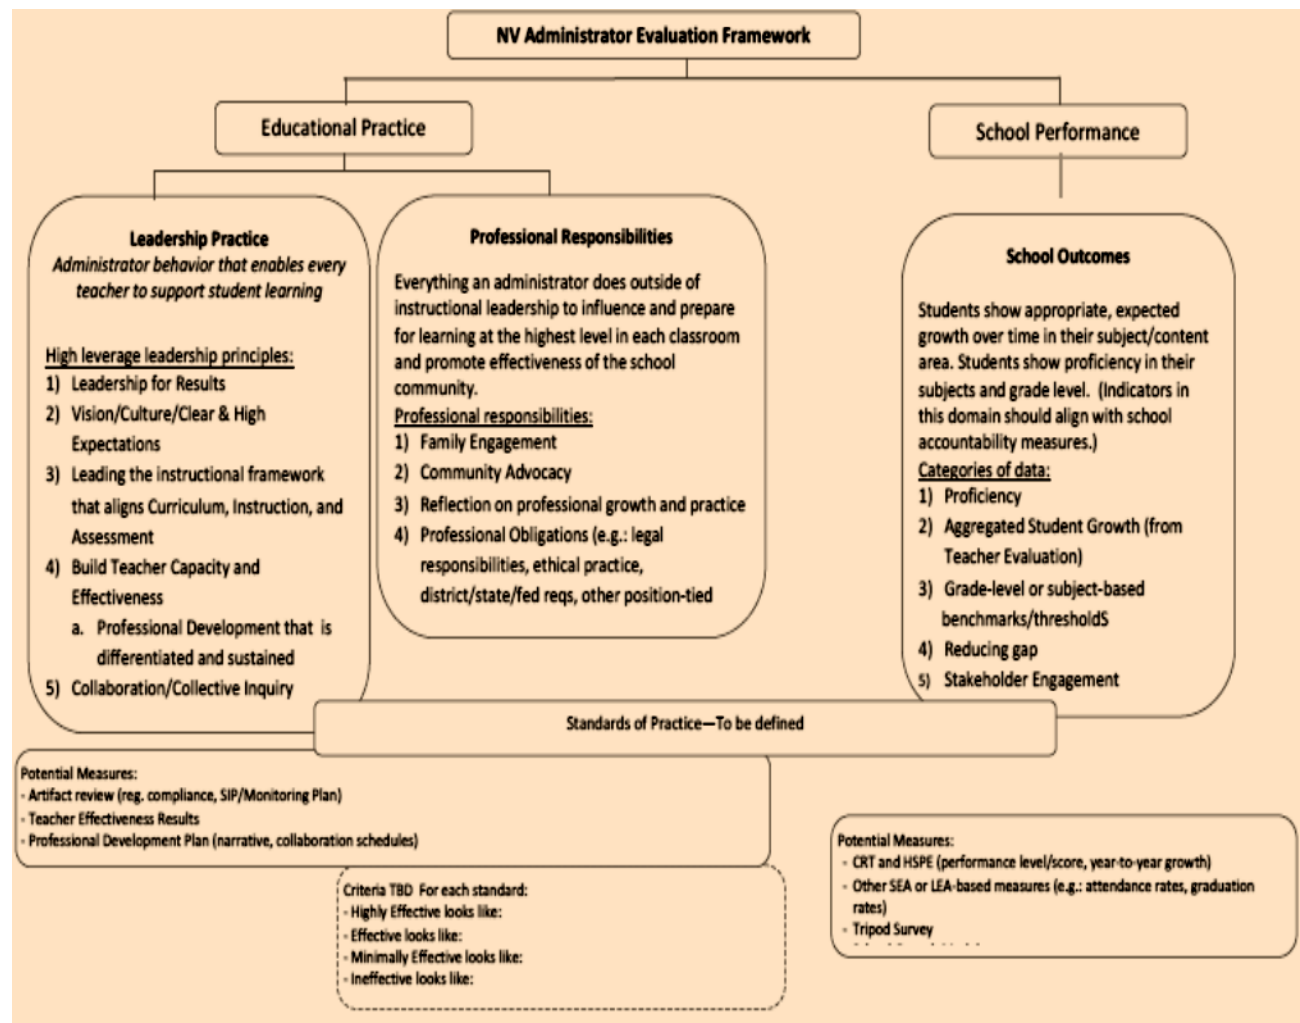 NV Administrator Evaluation Framework
Educational Practice
School Performance
Leadership Practice
Administrator behavior that enables every
teacher to support student learning
High leverage leadership principles:
1) Leadership for Results
2) Vision/Culture/Clear & High
Expectations
3) Leading the instructional framework
that aligns Curriculum, Instruction, and
Assessment
4) Build Teacher Capacity and
Effectiveness
a. Professional Development that is
differentiated and sustained
5) Collaboration/Collective Inquiry
Professional Responsibilities
Everything an administrator does outside of
instructional leadership to influence and prepare
for learning at the highest level in each classroom
and promote effectiveness of the school
community.
Professional responsibilities:
1) Family Engagement
2) Community Advocacy
3) Reflection on professional growth and practice
4) Professional Obligations (e.g.: legal
responsibilities, ethical practice,
district/state/fed reqs, other position-tied
School Outcomes
Students show appropriate, expected
growth over time in their subject/content
area. Students show proficiency in their
subjects and grade level. (Indicators in
this domain should align with school
accountability measures.)
Categories of data:
1) Proficiency
2) Aggregated Student Growth (from
Teacher Evaluation)
3) Grade-level or subject-based
benchmarks/thresholdS
4) Reducing gap
5) Stakeholder Engagement
Standards of Practice—To be defined
Potential Measures:
- Artifact review (reg. compliance, SIP/Monitoring Plan)
- Teacher Effectiveness Results
- Professional Development Plan (narrative, collaboration schedules)
Criteria TBD For each standard:
- Highly Effective looks like:
- Effective looks like:
- Minimally Effective looks like:
- Ineffective looks like:
Potential Measures:
- CRT and HSPE (performance level/score, year-to-year growth)
- Other SEA or LEA-based measures (e.g.: attendance rates, graduation
rates)
- Tripod Survey